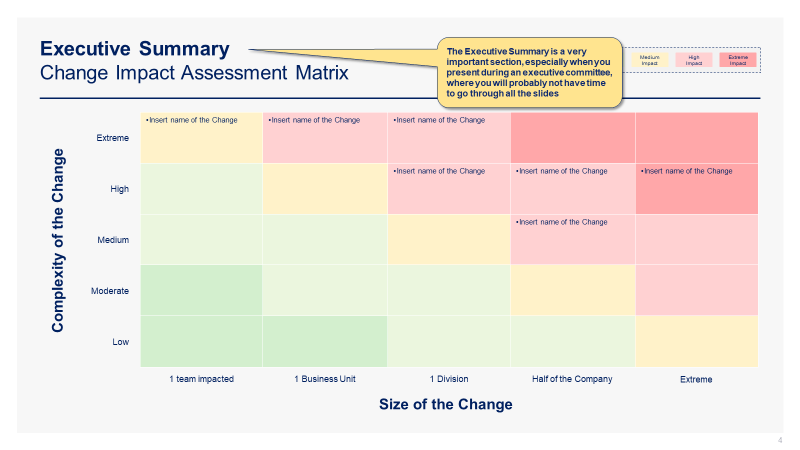 Executive Summary
Change Impact Assessment Matrix
The Executive Summary is a very
important section, especially when you
present during an executive committee,
where you will probably not have time
to go through all the slides
Medium
Impact
High
Impact
Extreme
Impact
Complexity of the Change
Extreme
•Insert name of the Change
•Insert name of the Change
•Insert name of the Change
High
•Insert name of the Change
•Insert name of the Change
•Insert name of the Change
Medium
•Insert name of the Change
Moderate
Low
1 team impacted
1 Business Unit
1 Division
Half of the Company
Extreme
Size of the Change
4